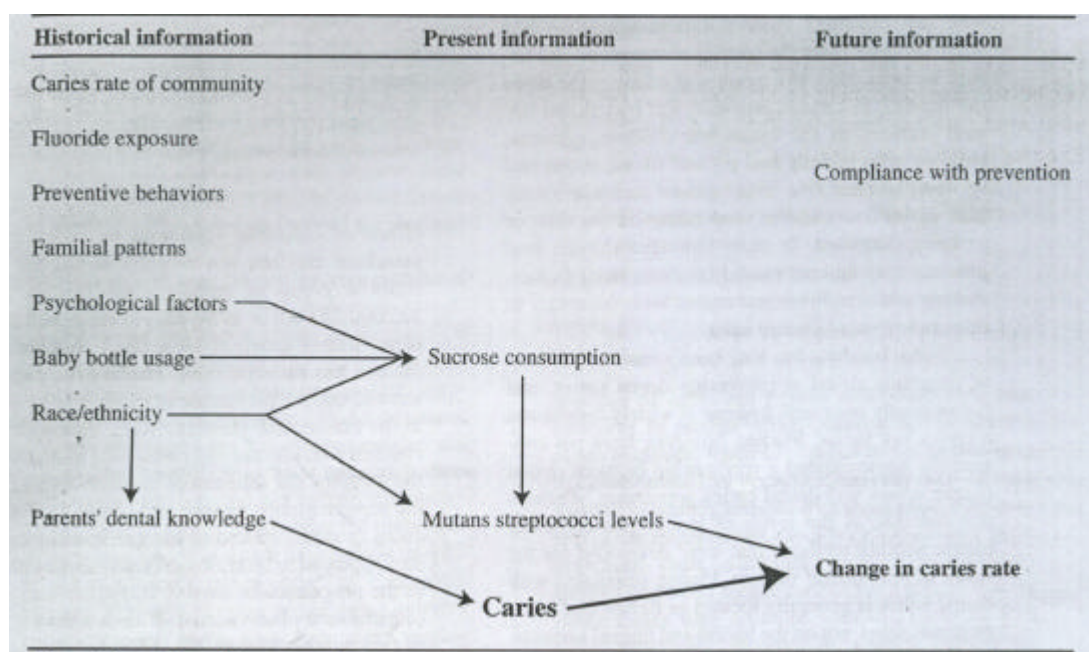 Historical information Present information Future information
Caries rate of community
Fluoride exposure
Compliance with prevention
Preventive behaviors
Familial patterns
Psychological factors
Baby bottle usage Sucrose consumption
Race/ethnicity
Parents' dental knowledge Mutans streptococci levels
Change in caries rate
Caries